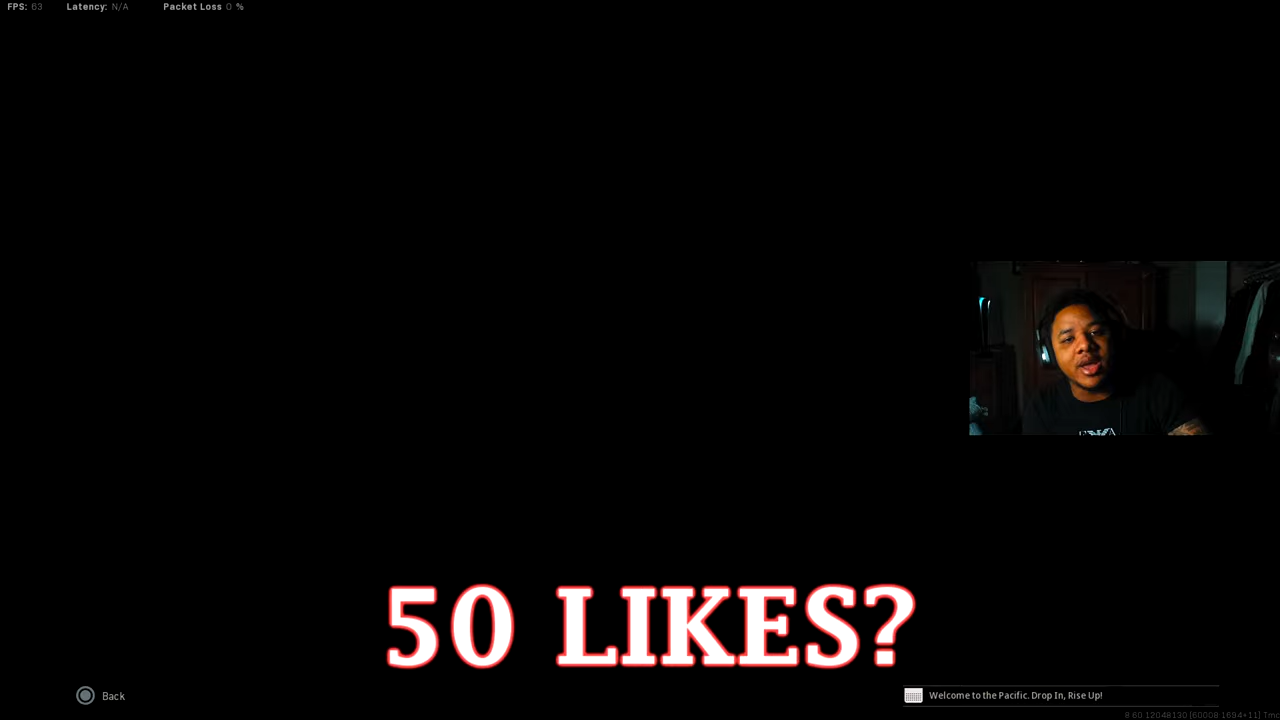 FPS: 63 Latency: N/A Packet Loss 0 %
50 LIKES?
Back
Welcome to the Pacific. Drop In, Rise Up!